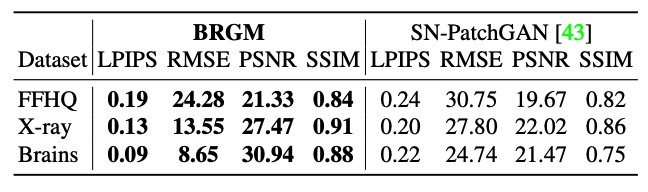 BRGM SN-PatchGAN [43]
Dataset LPIPS RMSE PSNR SSIM LPIPS RMSE PSNR SSIM
FFHQ 0.19 24.28 21.33 0.84 0.24 30.75 19.67 0.82
X-ray 0.13 13.55 27.47 0.91 0.20 27.80 22.02 0.86
Brains 0.09 8.65 30.94 0.88 0.22 24.74 21.47 0.75